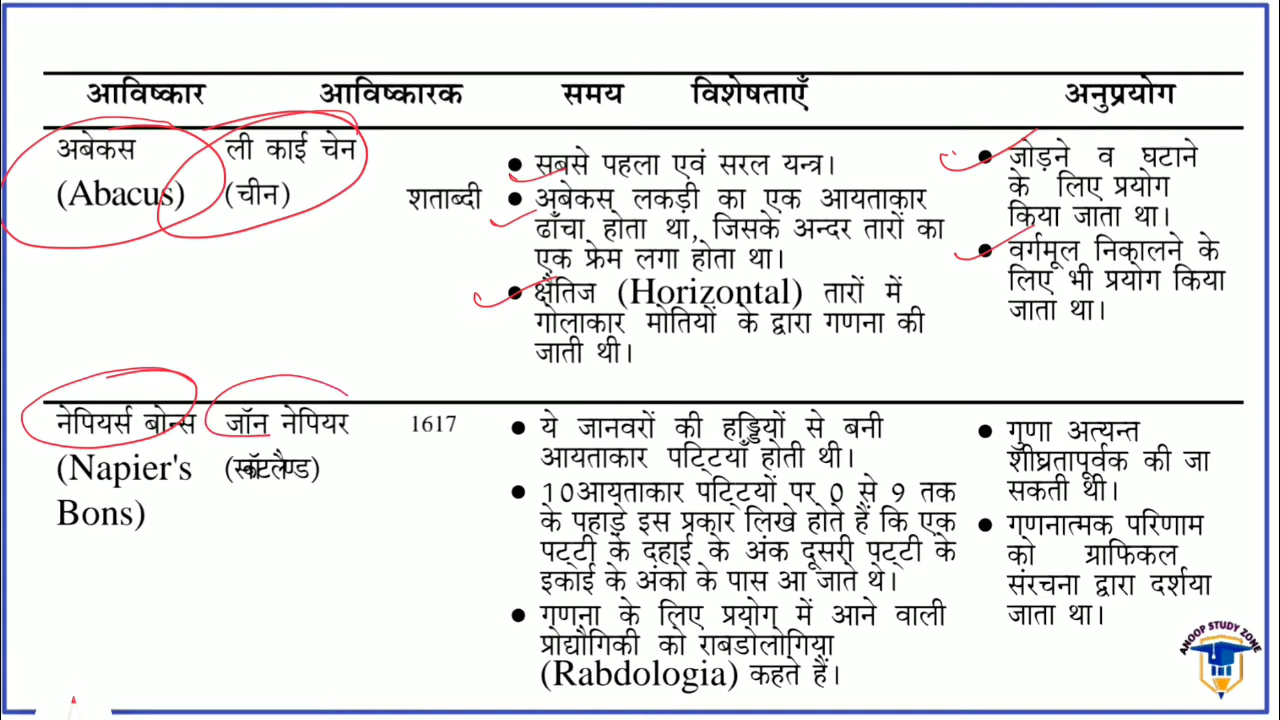 आविष्कार आविष्कारक समय विशेषताएँ अनुप्रयोग
अबेकस
(Abacus)
ली काई चेन
(चीन)
शताब्दी
● सबसे पहला एवं सरल यन्त्र।
● अबेकस लकड़ी का एक आयताकार
ढाँचा होता था, जिसके अन्दर तारों का
एक फ्रेम लगा होता था।
● क्षैतिज (Horizontal) तारों में
गोलाकार मोतियों के द्वारा गणना की
जाती थी।
● जोड़ने व घटाने
के लिए प्रयोग
किया जाता था।
● वर्गमूल निकालने के
लिए भी प्रयोग किया
जाता था।
नेपियर्स बोन्स
(Napier's
Bons)
जॉन नेपियर
(स्कॉटलैण्ड)
1617
● ये जानवरों की हड्डियों से बनी
आयताकार पट्टियाँ होती थी।
● 10आयताकार पट्टियों पर 0 से 9 तक
के पहाड़े इस प्रकार लिखे होते हैं कि एक
पट्टी के दहाई के अंक दूसरी पट्टी के
इकाई के अंको के पास आ जाते थे।
● गणना के लिए प्रयोग में आने वाली
प्रोद्यौगिकी को राबडोलोगिया
(Rabdologia) कहते हैं।
● गुणा अत्यन्त
शीघ्रतापूर्वक की जा
सकती थी।
● गणनात्मक परिणाम
को ग्राफिकल
संरचना द्वारा दर्शया
जाता था।
ANOOP STUDY ZONE